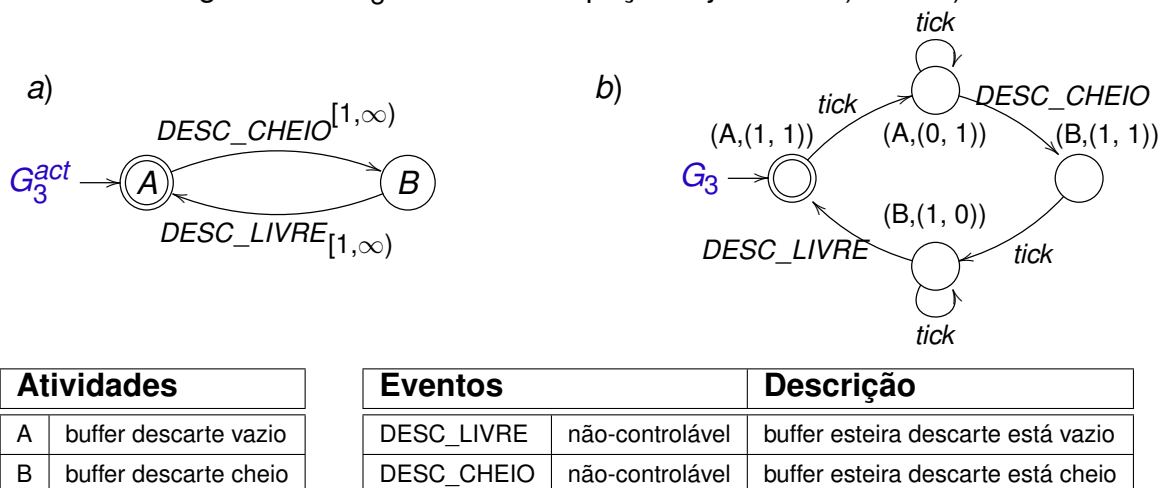 a)
DESC_CHEIO[1,∞)
G3act
A
B
DESC_LIVRE[1,∞)
b)
tick
tick
DESC_CHEIO
(A,(1, 1))
(A,(0, 1))
(B,(1, 1))
G3
(B,(1, 0))
DESC_LIVRE
tick
tick
Atividades
A buffer descarte vazio
B buffer descarte cheio
Eventos Descrição
DESC_LIVRE não-controlável buffer esteira descarte está vazio
DESC_CHEIO não-controlável buffer esteira descarte está cheio